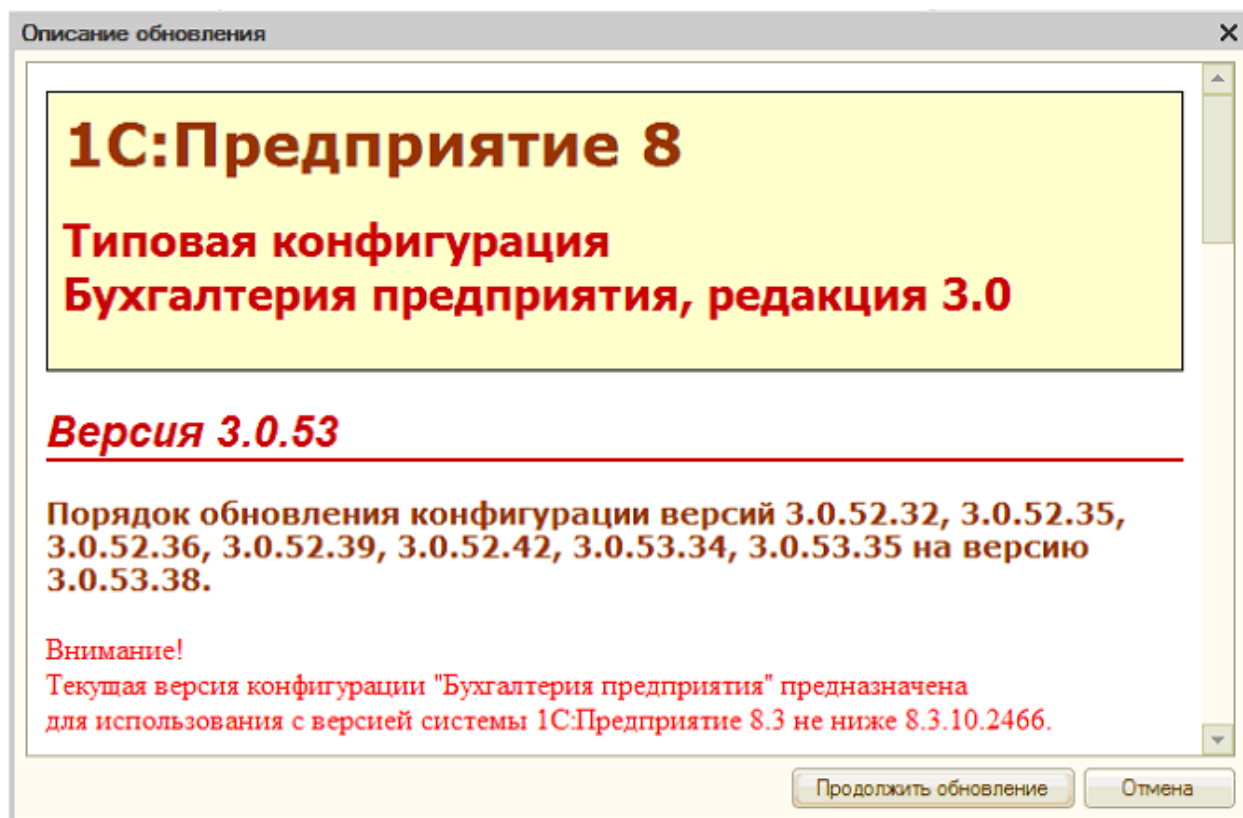 Описание обновления
1С:Предприятие 8
Типовая конфигурация
Бухгалтерия предприятия, редакция 3.0
Версия 3.0.53
Порядок обновления конфигурации версий 3.0.52.32, 3.0.52.35,
3.0.52.36, 3.0.52.39, 3.0.52.42, 3.0.53.34, 3.0.53.35 на версию
3.0.53.38.
Внимание!
Текущая версия конфигурации "Бухгалтерия предприятия" предназначена
для использования с версией системы 1С:Предприятие 8.3 не ниже 8.3.10.2466.
Продолжить обновление Отмена